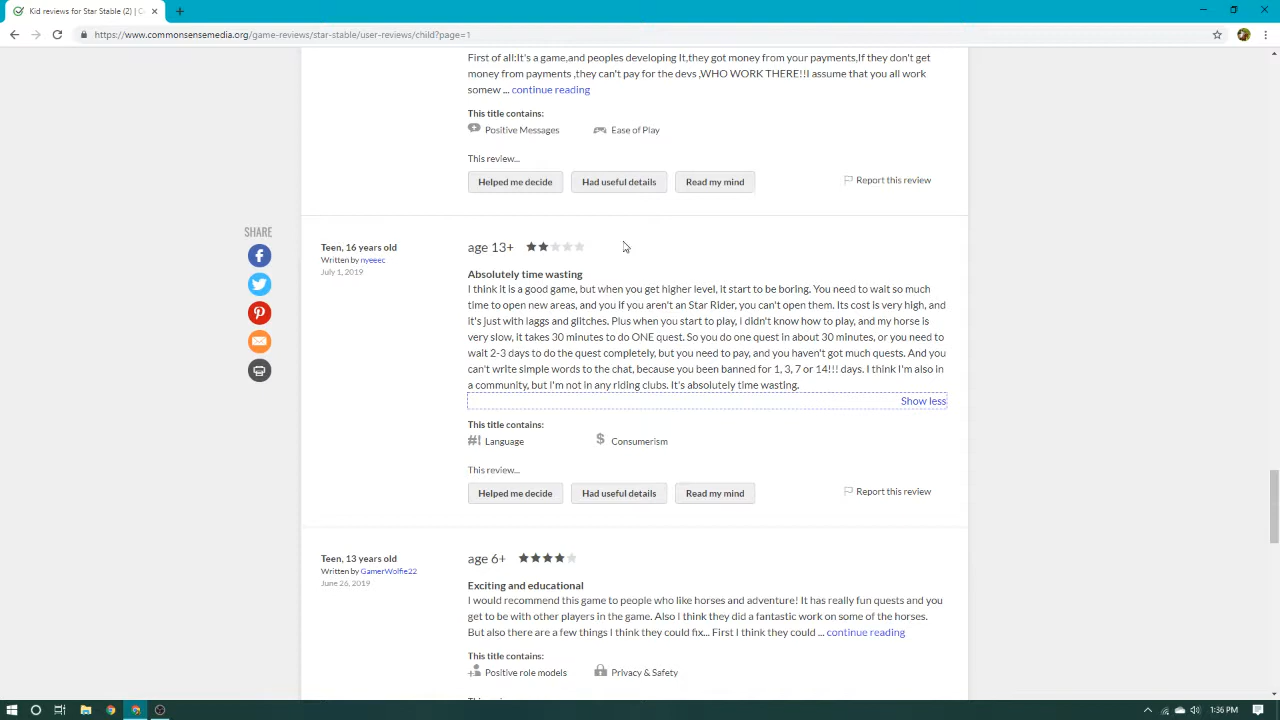 Kid reviews for Star Stable (2) | C
https://www.commonsensemedia.org/game-reviews/star-stable/user-reviews/child?page=1
First of all:It's a game,and peoples developing It,they got money from your payments,If they don't get
money from payments ,they can't pay for the devs ,WHO WORK THERE!!I assume that you all work
somew ... continue reading
This title contains:
Positive Messages
Ease of Play
This review...
Helped me decide
Had useful details
Read my mind
Report this review
SHARE
Teen, 16 years old
Written by nyeeec
July 1, 2019
age 13+
Absolutely time wasting
I think it is a good game, but when you get higher level, it start to be boring. You need to wait so much
time to open new areas, and you if you aren't an Star Rider, you can't open them. Its cost is very high, and
it's just with laggs and glitches. Plus when you start to play, I didn't know how to play, and my horse is
very slow, it takes 30 minutes to do ONE quest. So you do one quest in about 30 minutes, or you need to
wait 2-3 days to do the quest completely, but you need to pay, and you haven't got much quests. And you
can't write simple words to the chat, because you been banned for 1, 3, 7 or 14!!! days. I think I'm also in
a community, but I'm not in any riding clubs. It's absolutely time wasting.
Show less
This title contains:
#! Language
$ Consumerism
This review...
Helped me decide
Had useful details
Read my mind
Report this review
Teen, 13 years old
Written by GamerWolfie22
June 26, 2019
age 6+
Exciting and educational
I would recommend this game to people who like horses and adventure! It has really fun quests and you
get to be with other players in the game. Also I think they did a fantastic work on some of the horses.
But also there are a few things I think they could fix... First I think they could ... continue reading
This title contains:
Positive role models
Privacy & Safety
1:36 PM